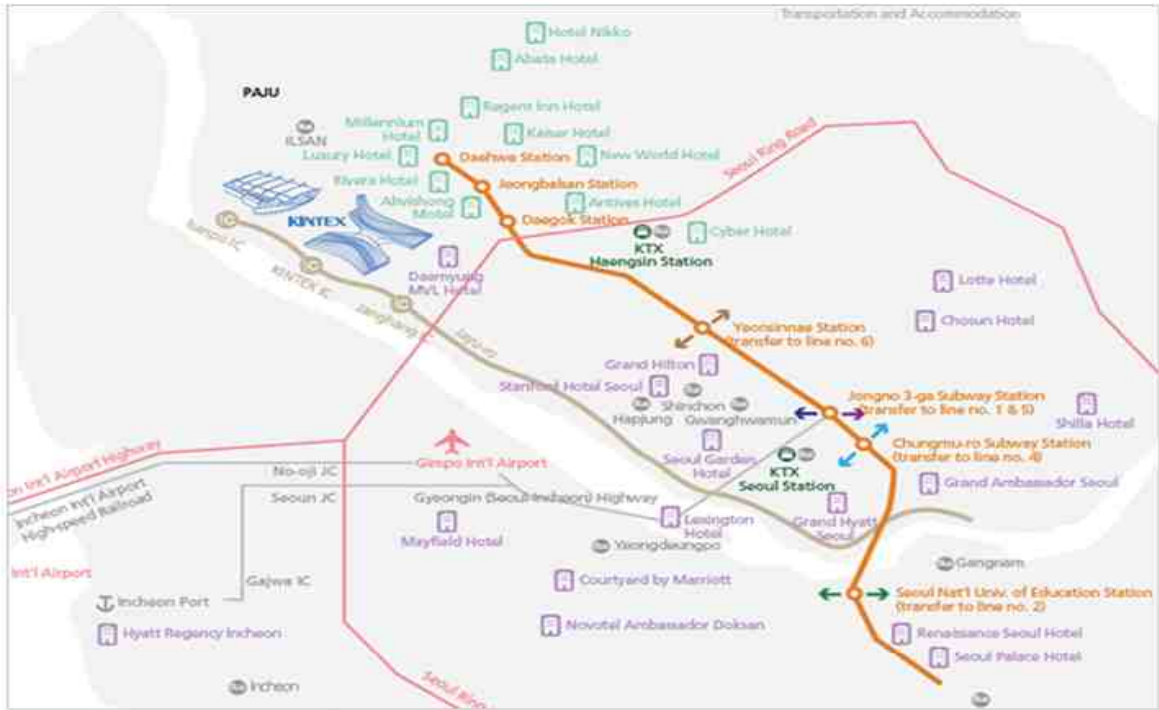 Transportation and Accommodation
Hotel Nikko
Abata Hotel
PAJU
Regent Inn Hotel
ILSAN
Millennium
Hotel
Kaiser Hotel
Luxury Hotel
Daehwa Station
New World Hotel
Rivera Hotel
Jeongbalsan Station
Motel
Antives Hotel
KINTEX
Daegok Station
IC
KTX
Haengsin Station
Cyber Hotel
Seoul Ring Road
KINTEX IC
Daemyung
MVL Hotel
Lotte Hotel
Janghang
Chosun Hotel
Yeonsinnae Station
(transfer to line no. 6)
Grand Hilton
Stanford Hotel Seoul
Hapjung
Shinchon
Gwanghwamun
Jongno 3-ga Subway Station
(transfer to line no. 1 & 5)
Shilla Hotel
Chungmu-ro Subway Station
(transfer to line no. 4)
Seoul Garden
Hotel
KTX
Seoul Station
on Int'l Airport Highway
Gimpo Int'l Airport
No-oji JC
Incheon Int'l Airport
High-speed Railroad
Seoun JC
Gyeongin (Seoul-Incheon) Highway
Grand Ambassador Seoul
Grand Hyatt
Seoul
Lexington
Hotel
Mayfield Hotel
Yeongdeungpo
Gangnam
Int'l Airport
Gajwa IC
Courtyard by Marriott
Incheon Port
Seoul Nat'l Univ. of Education Station
(transfer to line no. 2)
Hyatt Regency Incheon
Novotel Ambassador Doksan
Renaissance Seoul Hotel
Seoul Palace Hotel
Incheon
Seoul Ring